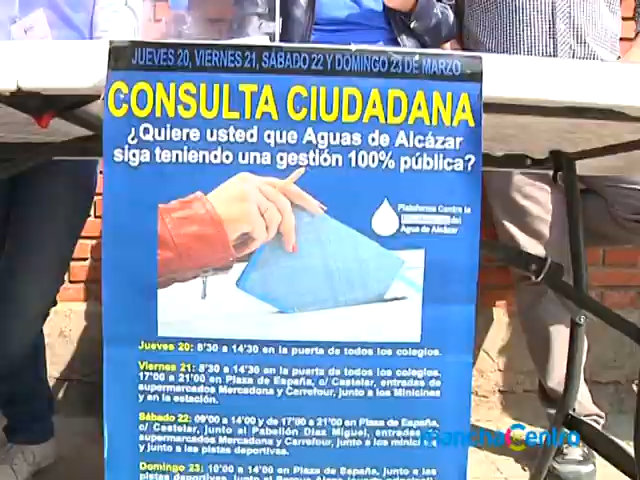 JUEVES 20, VIERNES 21, SÁBADO 22 Y DOMINGO 23 DE MARZO
CONSULTA CIUDADANA
¿Quiere usted que Aguas de Alcázar
siga teniendo una gestión 100% pública?
Plataforma Contra la
del
Agua de Alcázar
Jueves 20: 8'30 a 14'30 en la puerta de todos los colegios.
Viernes 21: 8'30 a 14'30 en la puerta de todos los colegios.
17'00 a 21'00 en Plaza de España, c/ Castelar, entradas de
supermercados Mercadona y Carrefour, junto a los Minicines
y en la estación.
Sábado 22: 09'00 a 14'00 y de 17'00 a 21'00 en Plaza de España,
c/ Castelar, junto al Pabellón Díaz Miguel, entradas
supermercados Mercadona y Carrefour, junto a los
y junto a las pistas deportivas.
manchaCentro
Domingo 23: 10'00 a 14'00 en Plaza de España, junto a las
pistas deportivas, junto al